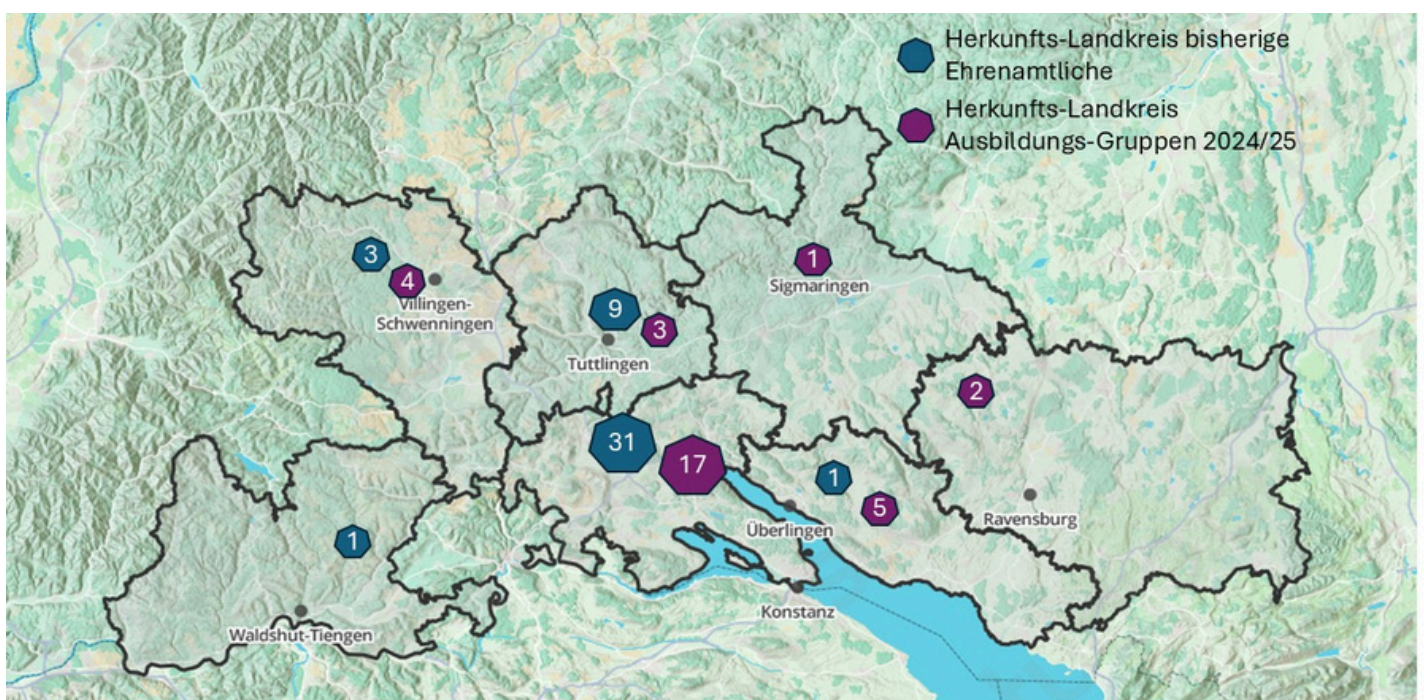 Herkunfts-Landkreis bisherige
Ehrenamtliche
Herkunfts-Landkreis
Ausbildungs-Gruppen 2024/25
3
4
Villingen-
Schwenningen
9
3
Tuttlingen
1
Sigmaringen
2
31
17
1
5
Überlingen
Ravensburg
Konstanz
1
Waldshut-Tiengen